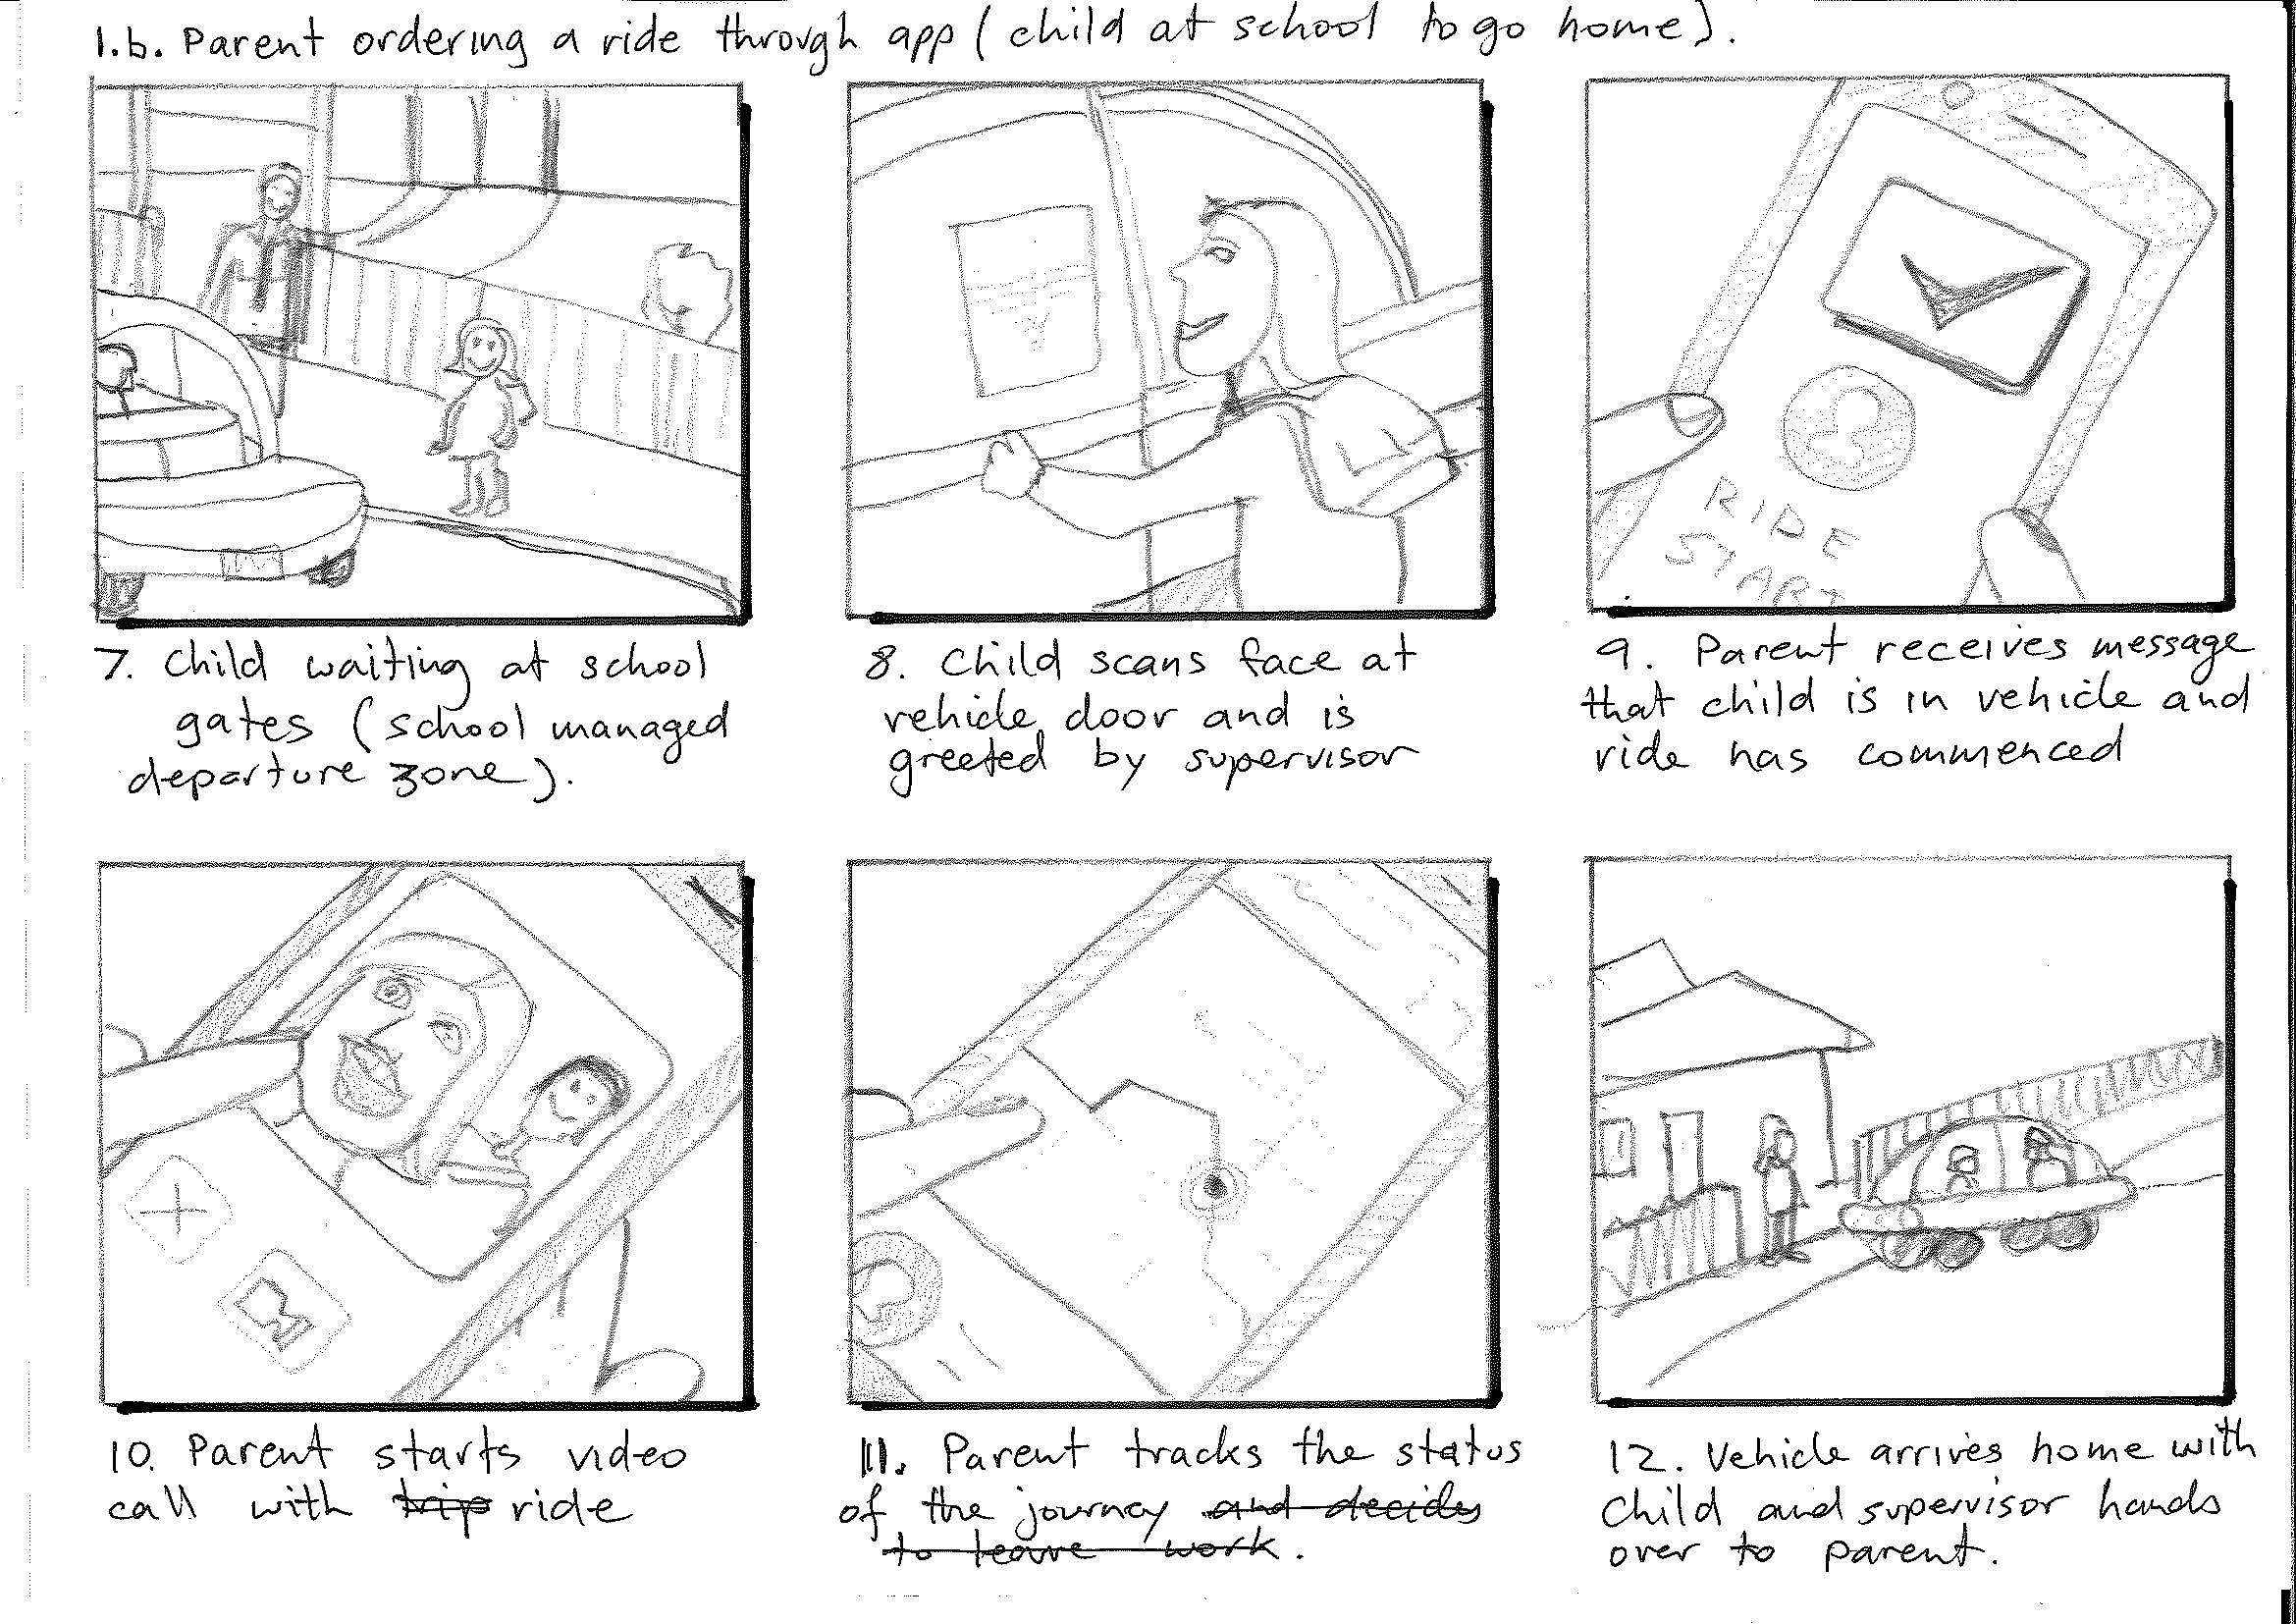 1.b. Parent ordering a ride through app (child at school to go home).
RIDE
START
7. Child waiting at school
gates (school managed
departure zone).
8. Child scans face at
vehicle door and is
greeted by supervisor
9. Parent receives message
that child is in vehicle and
ride has commenced
10. Parent starts video
call with trip ride
11. Parent tracks the status
of the journey and decides
to leave work.
12. Vehicle arrives home with
Child and supervisor hands
over to parent.